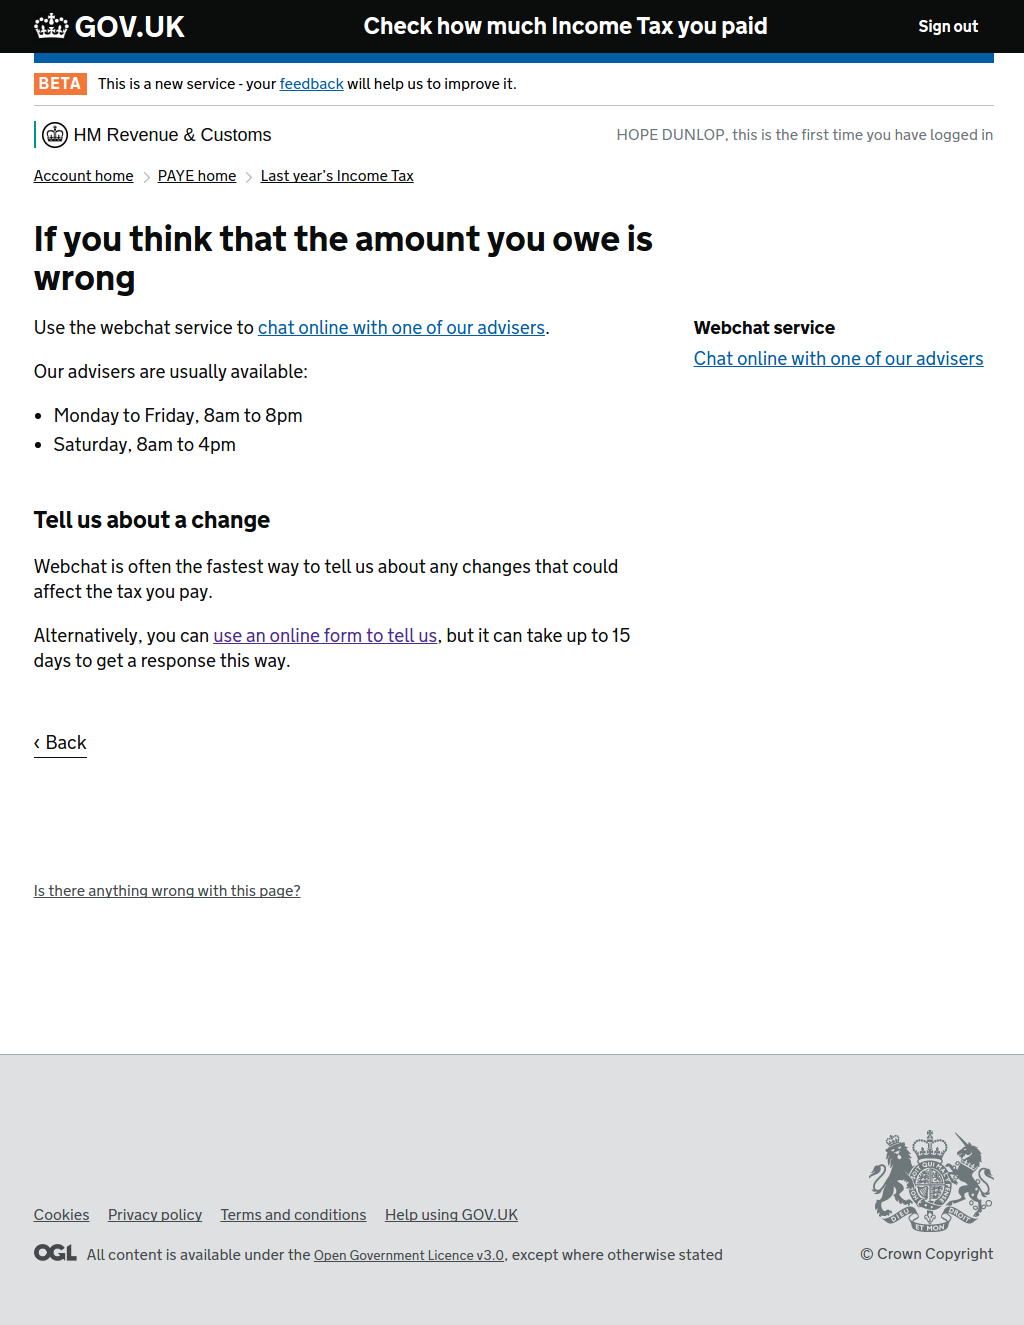 GOV.UK
Check how much Income Tax you paid
Sign out
BETA This is a new service - your feedback will help us to improve it.
HM Revenue & Customs
HOPE DUNLOP, this is the first time you have logged in
Account home PAYE home Last year's Income Tax
If you think that the amount you owe is
wrong
Use the webchat service to chat online with one of our advisers.
Our advisers are usually available:
• Monday to Friday, 8am to 8pm
• Saturday, 8am to 4pm
Webchat service
Chat online with one of our advisers
Tell us about a change
Webchat is often the fastest way to tell us about any changes that could
affect the tax you pay.
Alternatively, you can use an online form to tell us, but it can take up to 15
days to get a response this way.
‹ Back
Is there anything wrong with this page?
DIEU ET MON DROIT
Cookies Privacy policy Terms and conditions Help using GOV.UK
OGL All content is available under the Open Government Licence v3.0, except where otherwise stated
© Crown Copyright